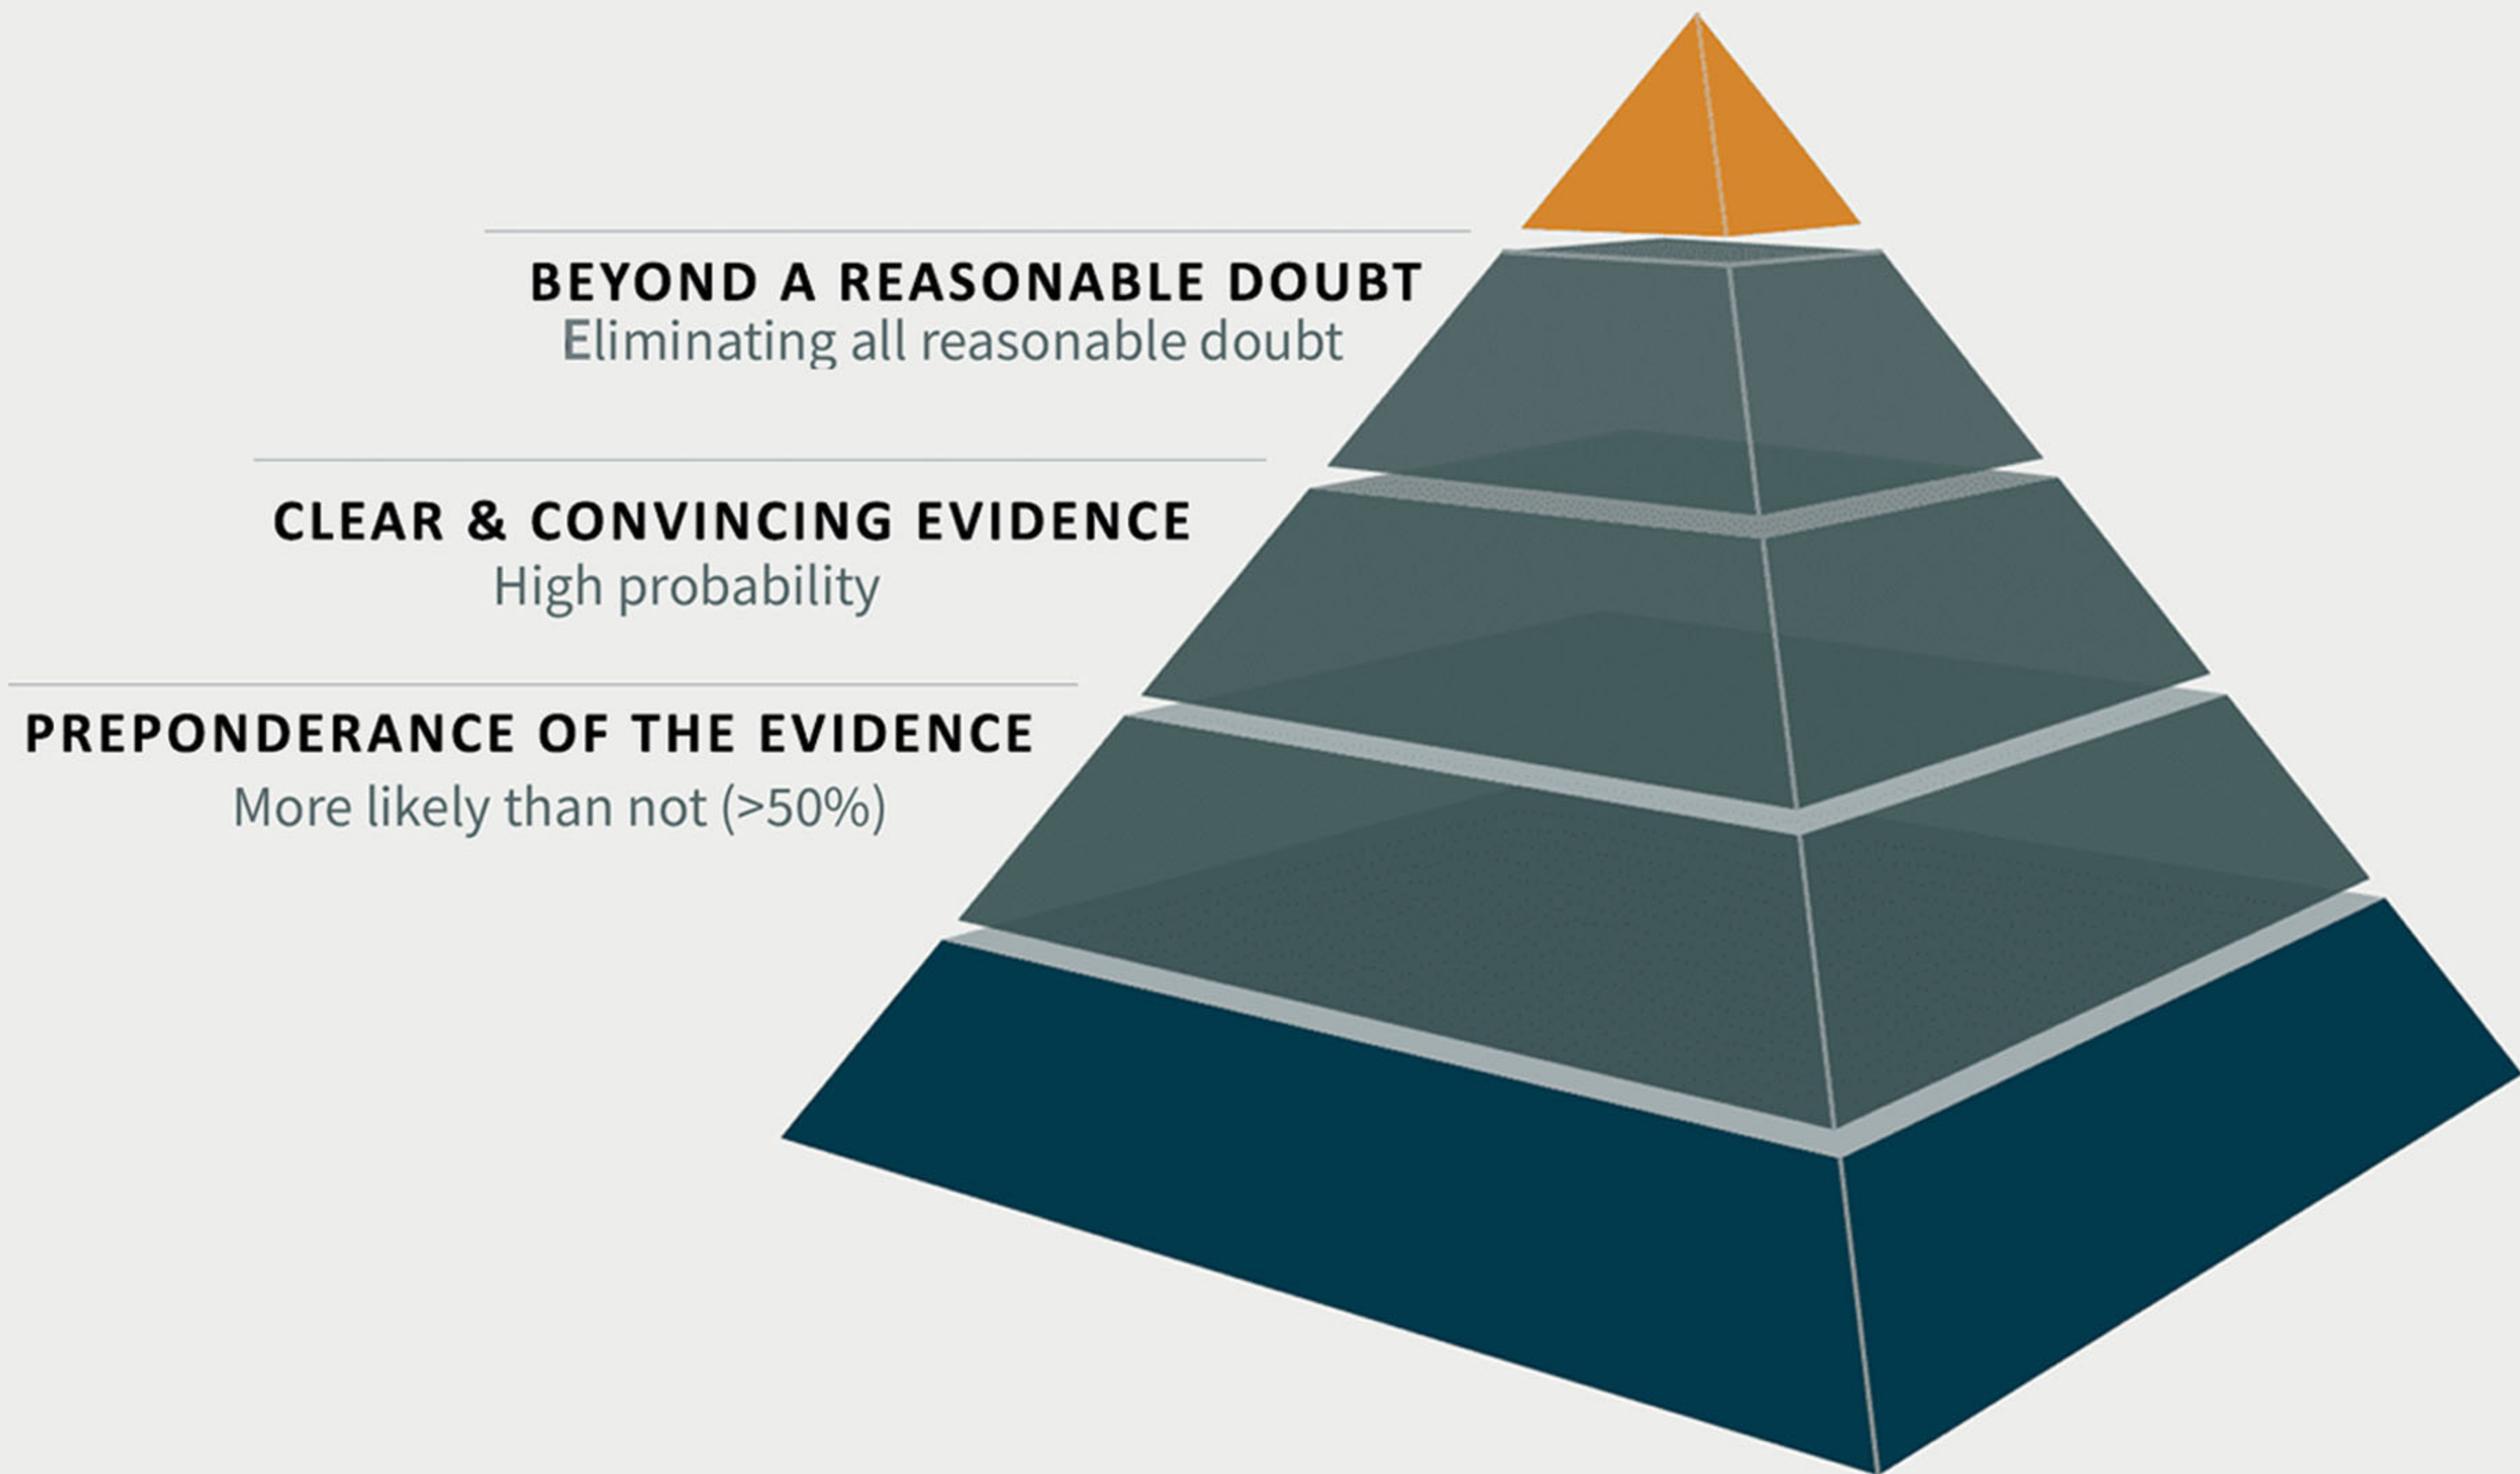 BEYOND A REASONABLE DOUBT
Eliminating all reasonable doubt
CLEAR & CONVINCING EVIDENCE
High probability
PREPONDERANCE OF THE EVIDENCE
More likely than not (>50%)